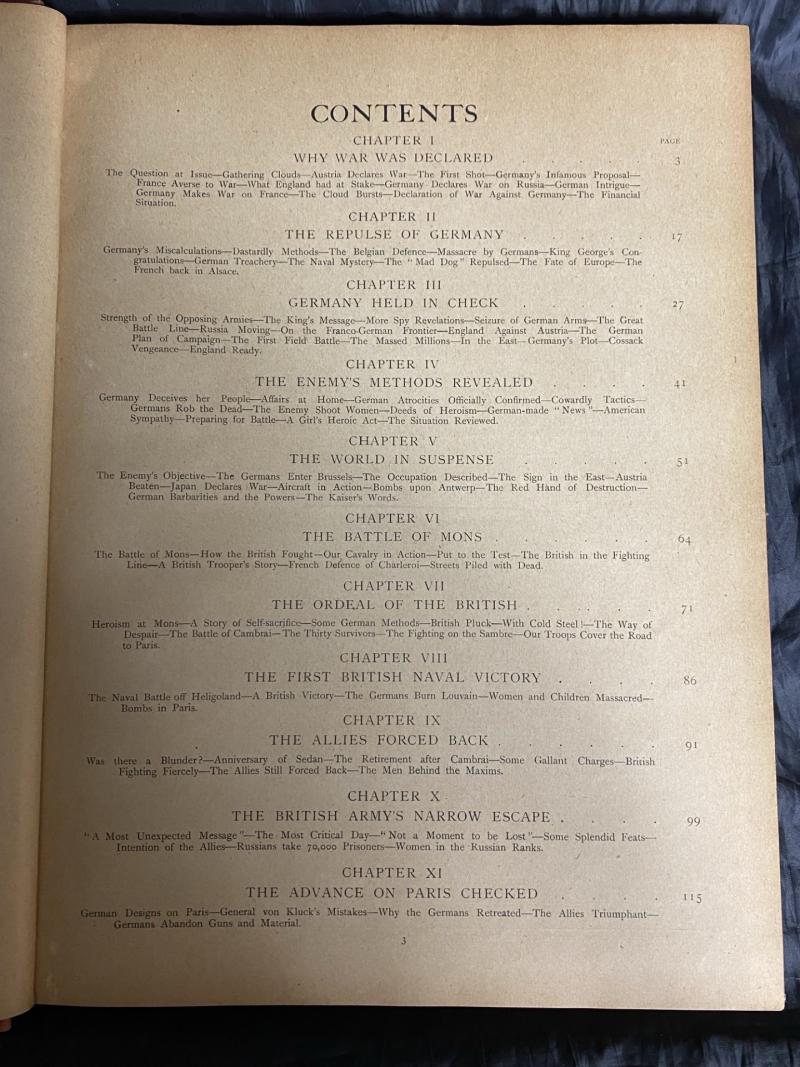 CONTENTS
CHAPTER I
PAGE
WHY WAR WAS DECLARED . . . . 3
The Question at Issue—Gathering Clouds—Austria Declares War—The First Shot—Germany's Infamous Proposal—
France Averse to War—What England had at Stake—Germany Declares War on Russia—German Intrigue—
Germany Makes War on France—The Cloud Bursts—Declaration of War Against Germany—The Financial
Situation.
CHAPTER II
THE REPULSE OF GERMANY . . . . . 17
Germany's Miscalculations—Dastardly Methods—The Belgian Defence—Massacre by Germans—King George's Con-
gratulations—German Treachery—The Naval Mystery—The "Mad Dog" Repulsed—The Fate of Europe—The
French back in Alsace.
CHAPTER III
GERMANY HELD IN CHECK . . . . . 27
Strength of the Opposing Armies—The King's Message—More Spy Revelations—Seizure of German Arms—The Great
Battle Line—Russia Moving—On the Franco-German Frontier—England Against Austria—The German
Plan of Campaign—The First Field Battle—The Massed Millions—In the East—Germany's Plot—Cossack
Vengeance—England Ready.
CHAPTER IV
THE ENEMY'S METHODS REVEALED . . . . 41
Germany Deceives her People—Affairs at Home—German Atrocities Officially Confirmed—Cowardly Tactics—
Germans Rob the Dead—The Enemy Shoot Women—Deeds of Heroism—German-made "News"—American
Sympathy—Preparing for Battle—A Girl's Heroic Act—The Situation Reviewed.
CHAPTER V
THE WORLD IN SUSPENSE . . . . . 51
The Enemy's Objective—The Germans Enter Brussels—The Occupation Described—The Sign in the East—Austria
Beaten—Japan Declares War—Aircraft in Action—Bombs upon Antwerp—The Red Hand of Destruction—
German Barbarities and the Powers—The Kaiser's Words.
CHAPTER VI
THE BATTLE OF MONS . . . . . . 64
The Battle of Mons—How the British Fought—Our Cavalry in Action—Put to the Test—The British in the Fighting
Line—A British Trooper's Story—French Defence of Charleroi—Streets Piled with Dead.
CHAPTER VII
THE ORDEAL OF THE BRITISH . . . . . 71
Heroism at Mons—A Story of Self-sacrifice—Some German Methods—British Pluck—With Cold Steel!—The Way of
Despair—The Battle of Cambrai—The Thirty Survivors—The Fighting on the Sambre—Our Troops Cover the Road
to Paris.
CHAPTER VIII
THE FIRST BRITISH NAVAL VICTORY . . . . 86
The Naval Battle off Heligoland—A British Victory—The Germans Burn Louvain—Women and Children Massacred—
Bombs in Paris.
CHAPTER IX
THE ALLIES FORCED BACK . . . . . . 91
Was there a Blunder?—Anniversary of Sedan—The Retirement after Cambrai—Some Gallant Charges—British
Fighting Fiercely—The Allies Still Forced Back—The Men Behind the Maxims.
CHAPTER X
THE BRITISH ARMY'S NARROW ESCAPE . . . . 99
"A Most Unexpected Message"—The Most Critical Day—"Not a Moment to be Lost"—Some Splendid Feats—
Intention of the Allies—Russians take 70,000 Prisoners—Women in the Russian Ranks.
CHAPTER XI
THE ADVANCE ON PARIS CHECKED . . . . 115
German Designs on Paris—General von Kluck's Mistakes—Why the Germans Retreated—The Allies Triumphant—
Germans Abandon Guns and Material.
3